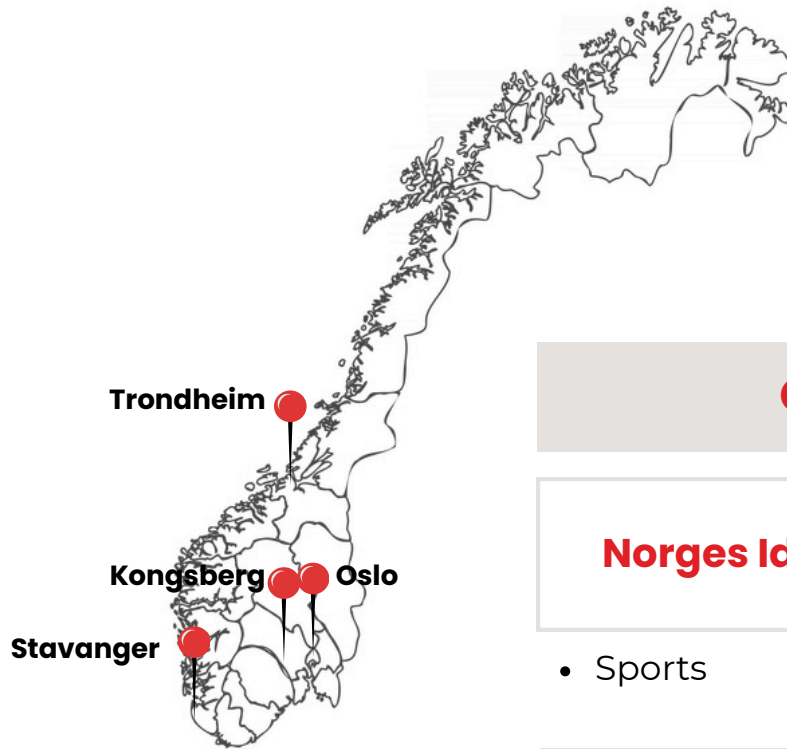 Trondheim
Kongsberg
Oslo
Stavanger
Norges Id
• Sports